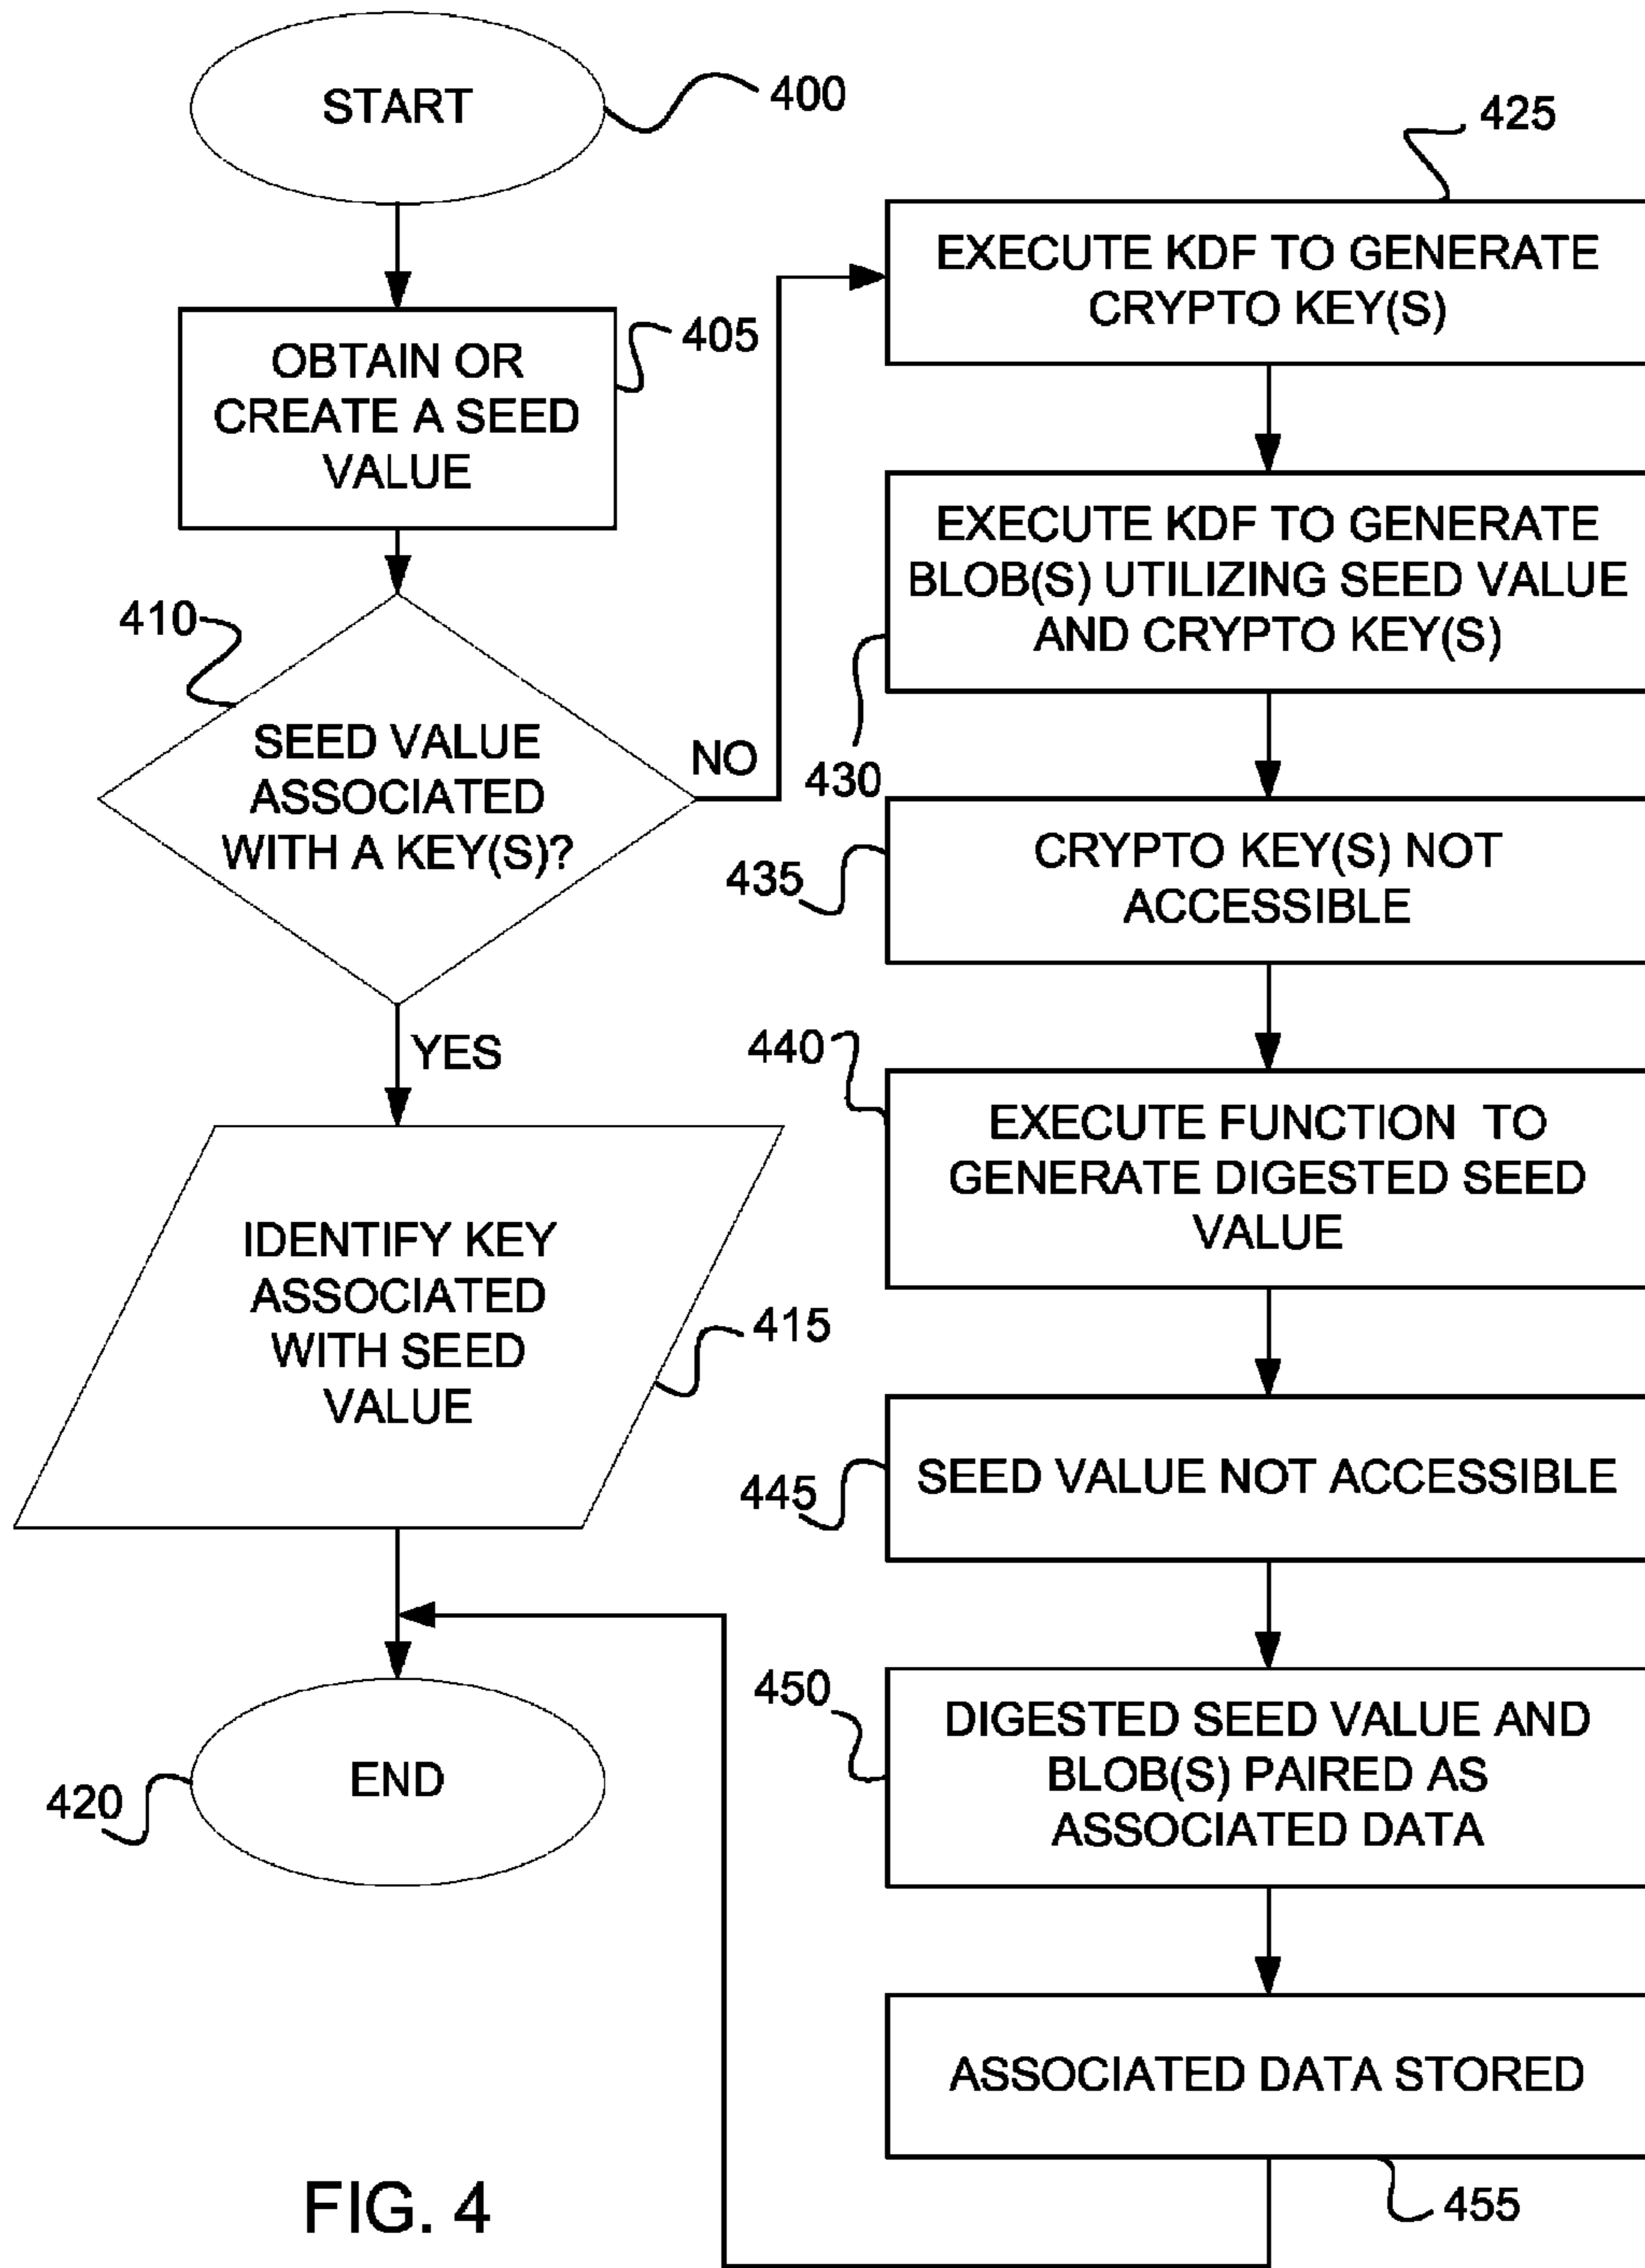 START
400
OBTAIN OR
CREATE A SEED
VALUE
405
410
SEED VALUE
ASSOCIATED
WITH A KEY(S)?
NO
YES
IDENTIFY KEY
ASSOCIATED
WITH SEED
VALUE
415
END
420
425
EXECUTE KDF TO GENERATE
CRYPTO KEY(S)
EXECUTE KDF TO GENERATE
BLOB(S) UTILIZING SEED VALUE
AND CRYPTO KEY(S)
430
CRYPTO KEY(S) NOT
ACCESSIBLE
435
440
EXECUTE FUNCTION TO
GENERATE DIGESTED SEED
VALUE
SEED VALUE NOT ACCESSIBLE
445
450
DIGESTED SEED VALUE AND
BLOB(S) PAIRED AS
ASSOCIATED DATA
ASSOCIATED DATA STORED
455
FIG. 4